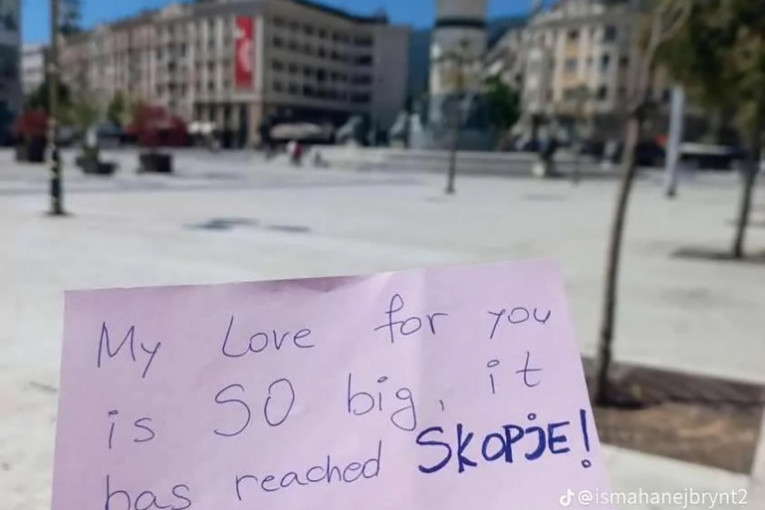 My Love for you
is SO big, it
has reached SKOPjE!
@ismahanejbrynt2